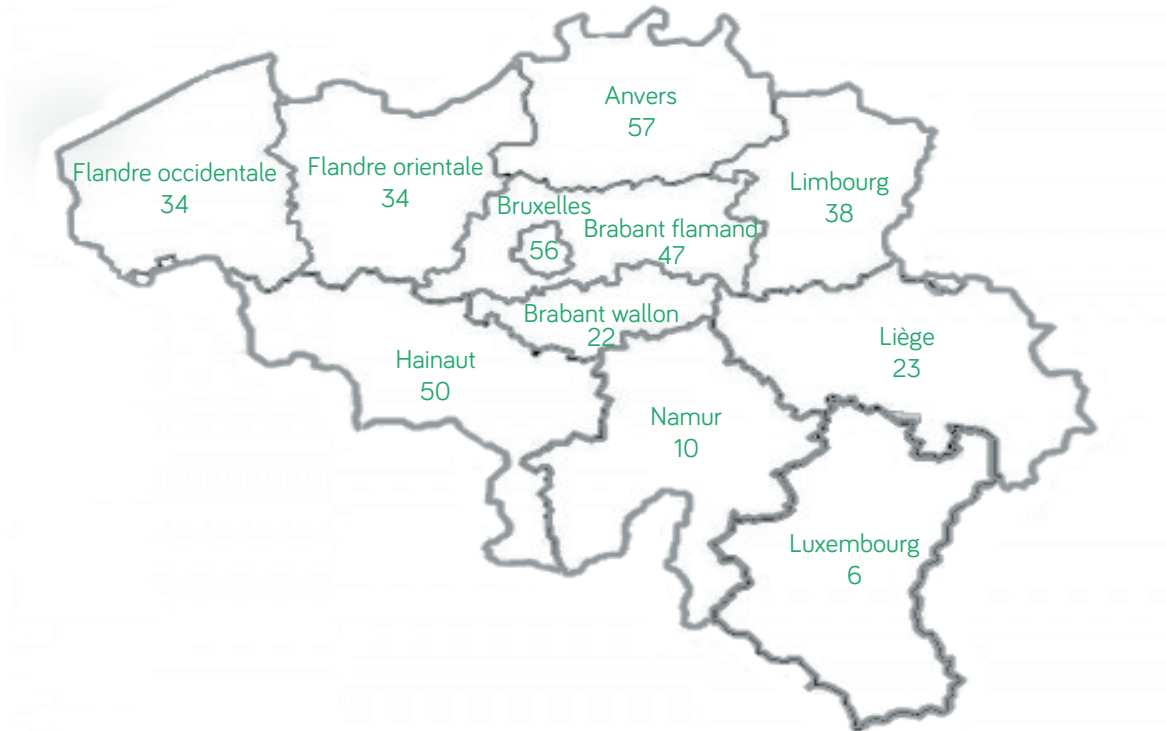 Anvers
57
Flandre occidentale
34
Flandre orientale
34
Limbourg
38
Bruxelles
56
Brabant flamand
47
Brabant wallon
22
Liège
23
Hainaut
50
Namur
10
Luxembourg
6